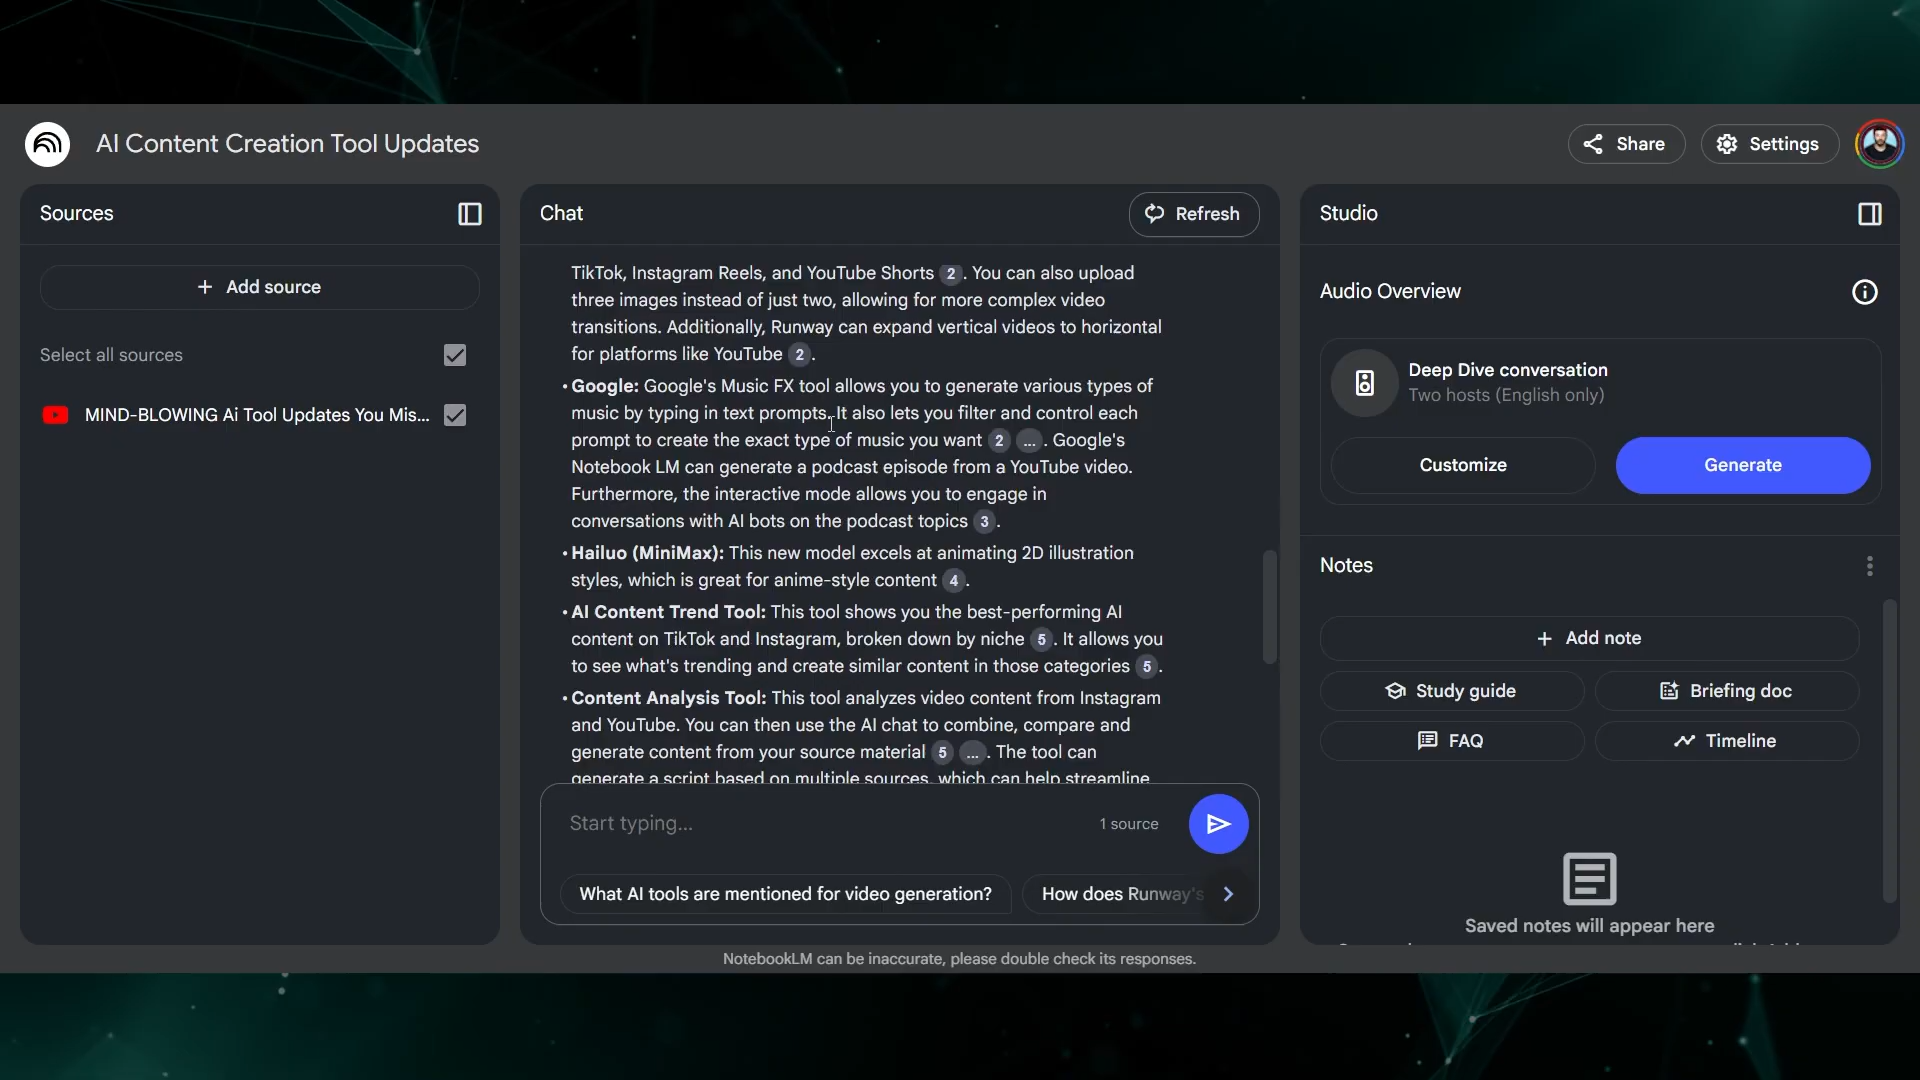 AI Content Creation Tool Updates
Share
Settings
Sources
+ Add source
Select all sources
MIND-BLOWING Ai Tool Updates You Mis...
Chat
Refresh
TikTok, Instagram Reels, and YouTube Shorts 2. You can also upload
three images instead of just two, allowing for more complex video
transitions. Additionally, Runway can expand vertical videos to horizontal
for platforms like YouTube 2.
• Google: Google's Music FX tool allows you to generate various types of
music by typing in text prompts. It also lets you filter and control each
prompt to create the exact type of music you want 2 ... . Google's
Notebook LM can generate a podcast episode from a YouTube video.
Furthermore, the interactive mode allows you to engage in
conversations with AI bots on the podcast topics 3.
• Hailuo (MiniMax): This new model excels at animating 2D illustration
styles, which is great for anime-style content 4.
• AI Content Trend Tool: This tool shows you the best-performing AI
content on TikTok and Instagram, broken down by niche 5. It allows you
to see what's trending and create similar content in those categories 5.
• Content Analysis Tool: This tool analyzes video content from Instagram
and YouTube. You can then use the AI chat to combine, compare and
generate content from your source material 5 ... . The tool can
generate a script based on multiple sources, which can help streamline
Start typing...
1 source
What AI tools are mentioned for video generation?
How does Runway's
NotebookLM can be inaccurate, please double check its responses.
Studio
Audio Overview
Deep Dive conversation
Two hosts (English only)
Customize
Generate
Notes
+ Add note
Study guide
Briefing doc
FAQ
Timeline
Saved notes will appear here